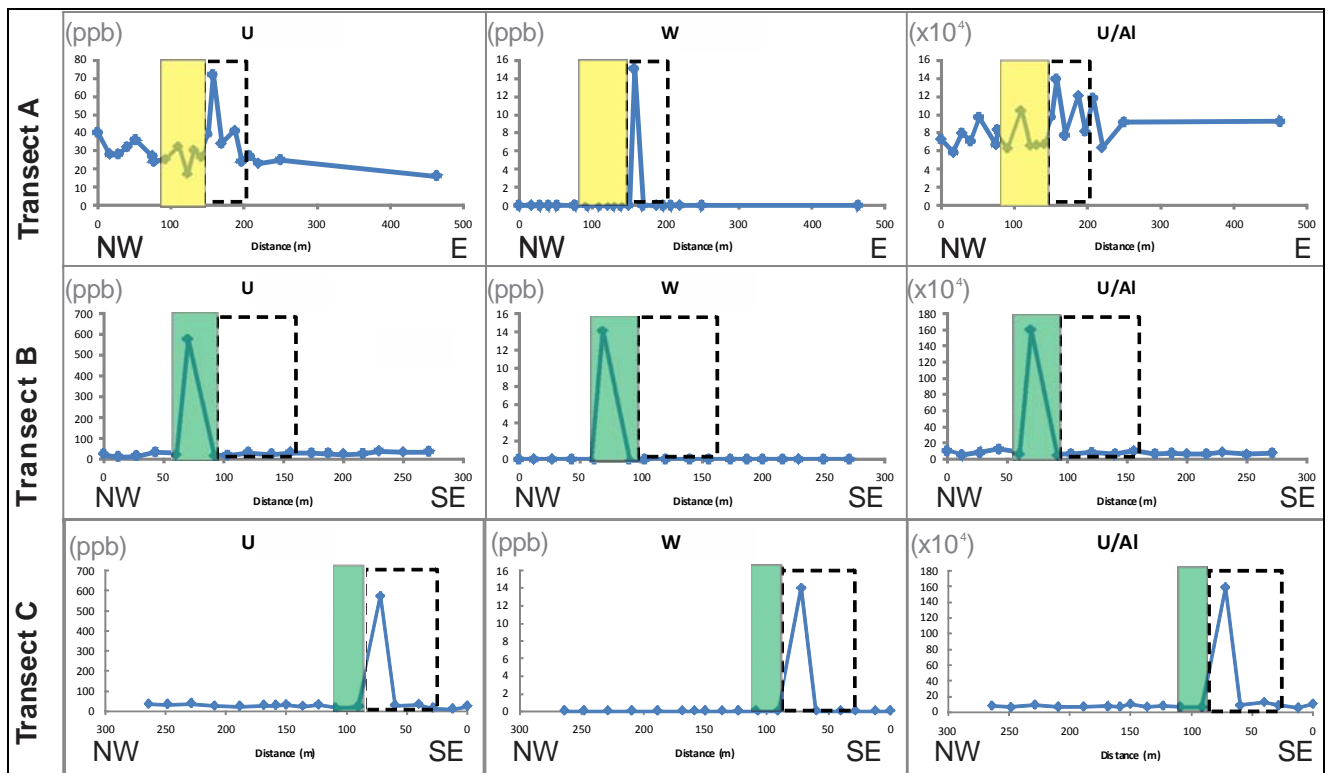 Transect A
(ppb) U
80
70
60
50
40
30
20
10
0
0 100 200 300 400 500
NW Distance (m) E
(ppb) W
16
14
12
10
8
6
4
2
0
0 100 200 300 400 500
NW Distance (m) E
(x10⁴) U/Al
16
14
12
10
8
6
4
2
0
0 100 200 300 400 500
NW Distance (m) E
Transect B
(ppb) U
700
600
500
400
300
200
100
0
0 50 100 150 200 250 300
NW Distance (m) SE
(ppb) W
16
14
12
10
8
6
4
2
0
0 50 100 150 200 250 300
NW Distance (m) SE
(x10⁴) U/Al
180
160
140
120
100
80
60
40
20
0
0 50 100 150 200 250 300
NW Distance (m) SE
Transect C
(ppb) U
700
600
500
400
300
200
100
0
300 250 200 150 100 50 0
NW Distance (m) SE
(ppb) W
16
14
12
10
8
6
4
2
0
300 250 200 150 100 50 0
NW Distance (m) SE
(x10⁴) U/Al
180
160
140
120
100
80
60
40
20
0
300 250 200 150 100 50 0
NW Distance (m) SE